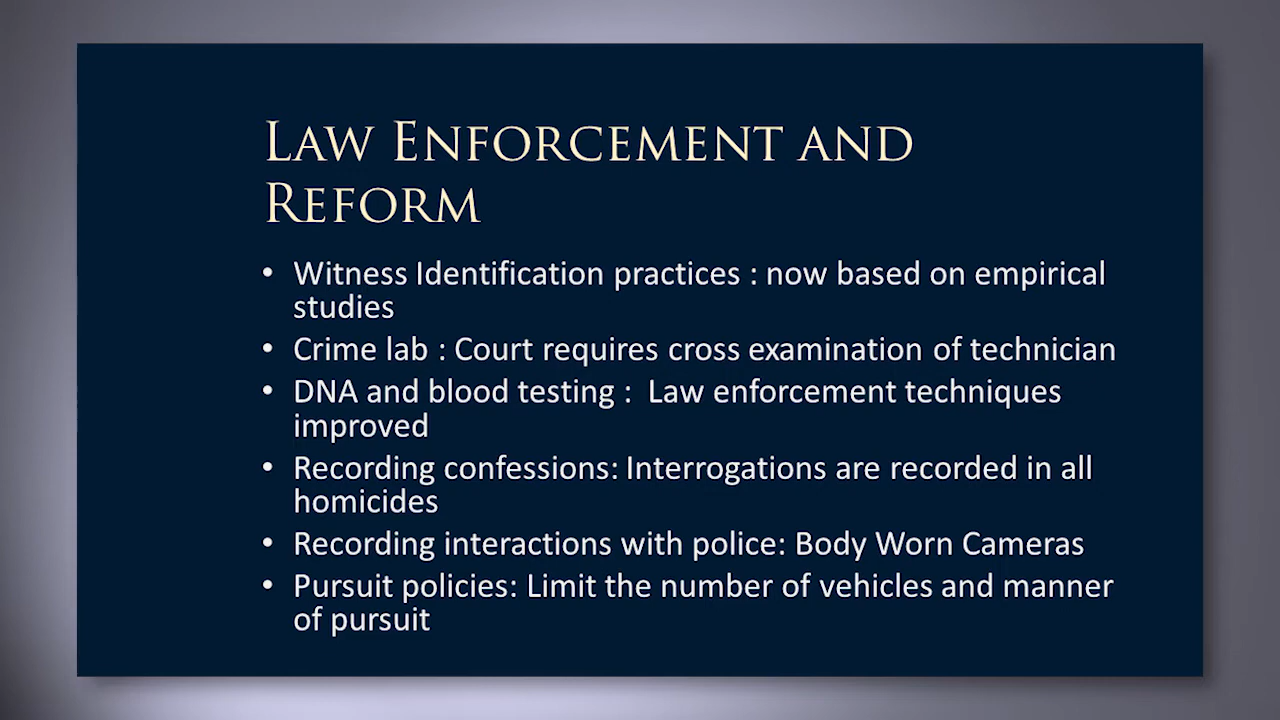 Law Enforcement and
Reform
• Witness Identification practices : now based on empirical
studies
• Crime lab : Court requires cross examination of technician
• DNA and blood testing :  Law enforcement techniques
improved
• Recording confessions: Interrogations are recorded in all
homicides
• Recording interactions with police: Body Worn Cameras
• Pursuit policies: Limit the number of vehicles and manner
of pursuit